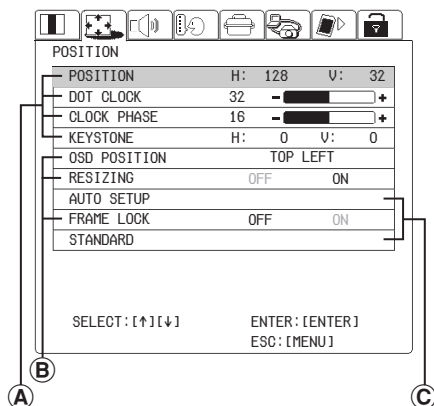 POSITION
POSITION H: 128 V: 32
DOT CLOCK 32 - +
CLOCK PHASE 16 - +
KEYSTONE H: 0 V: 0
OSD POSITION TOP LEFT
RESIZING OFF ON
AUTO SETUP
FRAME LOCK OFF ON
STANDARD
SELECT:[↑][↓] ENTER:[ENTER]
ESC:[MENU]
B
A C